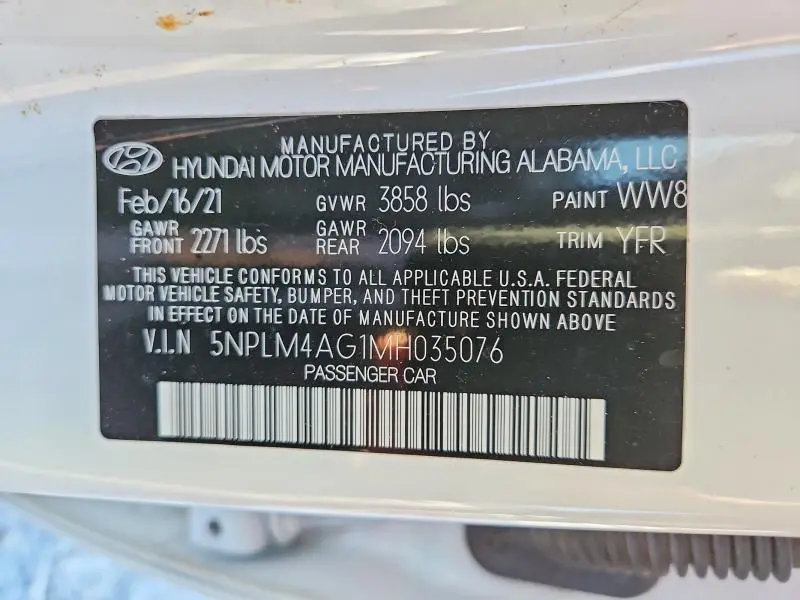 MANUFACTURED BY
HYUNDAI MOTOR MANUFACTURING ALABAMA, LLC
Feb/16/21 GVWR 3858 lbs PAINT WW8
GAWR FRONT 2271 lbs GAWR REAR 2094 lbs TRIM YFR
THIS VEHICLE CONFORMS TO ALL APPLICABLE U.S.A. FEDERAL
MOTOR VEHICLE SAFETY, BUMPER, AND THEFT PREVENTION STANDARDS
IN EFFECT ON THE DATE OF MANUFACTURE SHOWN ABOVE
V.I.N 5NPLM4AG1MH035076
PASSENGER CAR